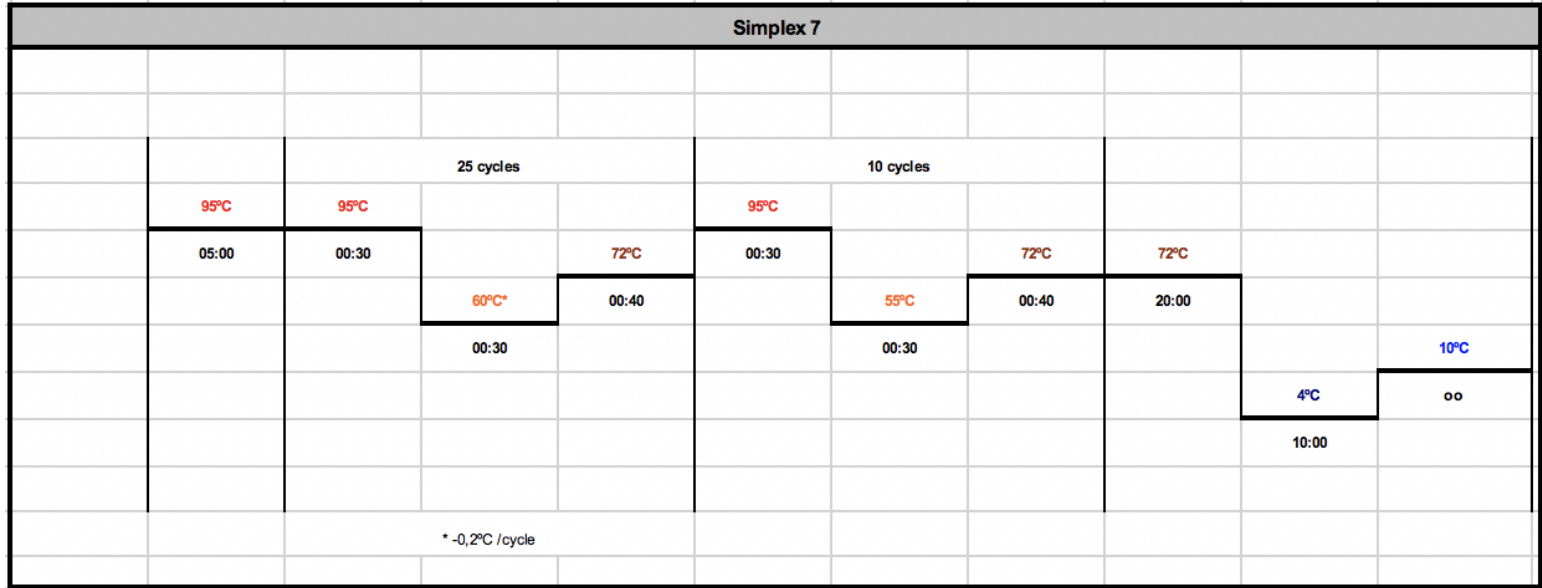 Simplex 7
25 cycles 10 cycles
95ºC 95ºC 95ºC
05:00 00:30 72ºC 00:30 72ºC 72ºC
60ºC* 00:40 55ºC 00:40 20:00
00:30 00:30 10ºC
4ºC oo
10:00
* -0,2ºC /cycle